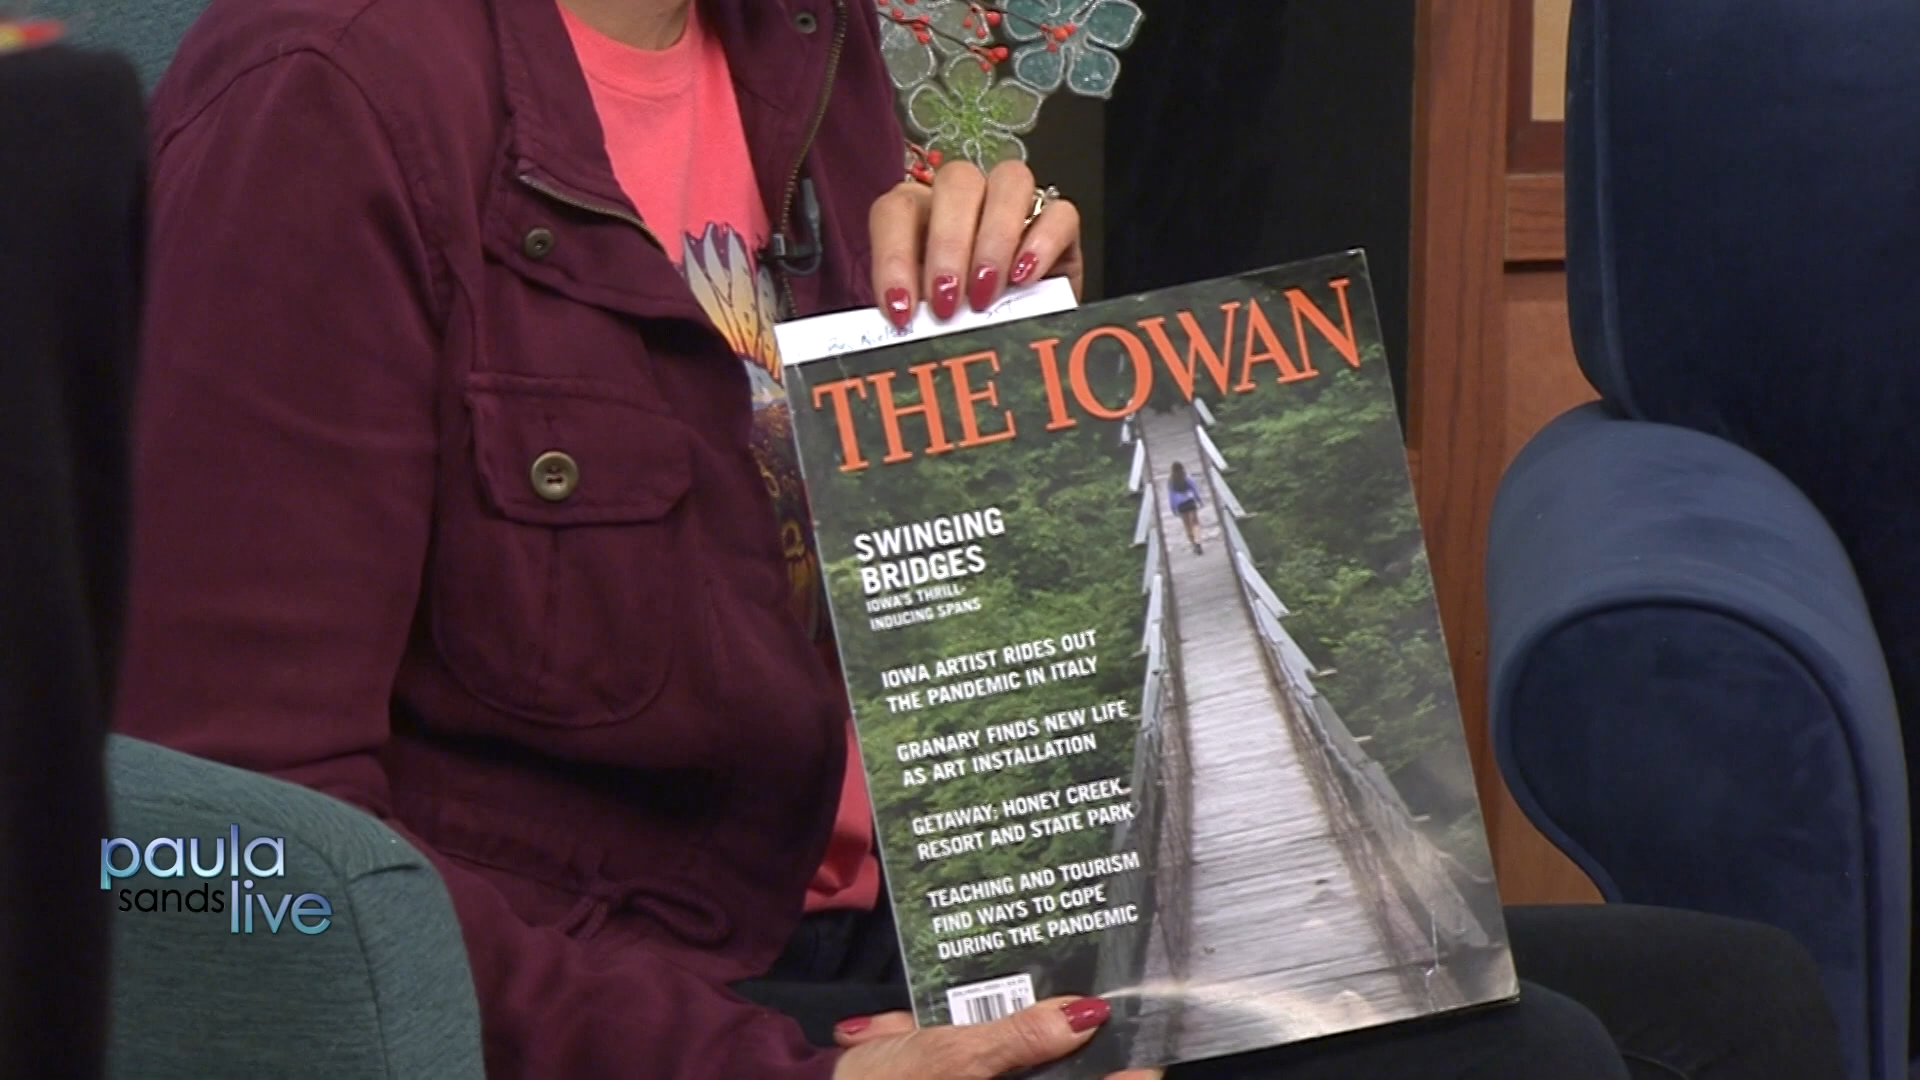 THE IOWAN
SWINGING
BRIDGES
IOWA'S THRILL-
INDUCING SPANS
IOWA ARTIST RIDES OUT
THE PANDEMIC IN ITALY
GRANARY FINDS NEW LIFE
AS ART INSTALLATION
GETAWAY: HONEY CREEK
RESORT AND STATE PARK
TEACHING AND TOURISM
FIND WAYS TO COPE
DURING THE PANDEMIC
paula
sands live